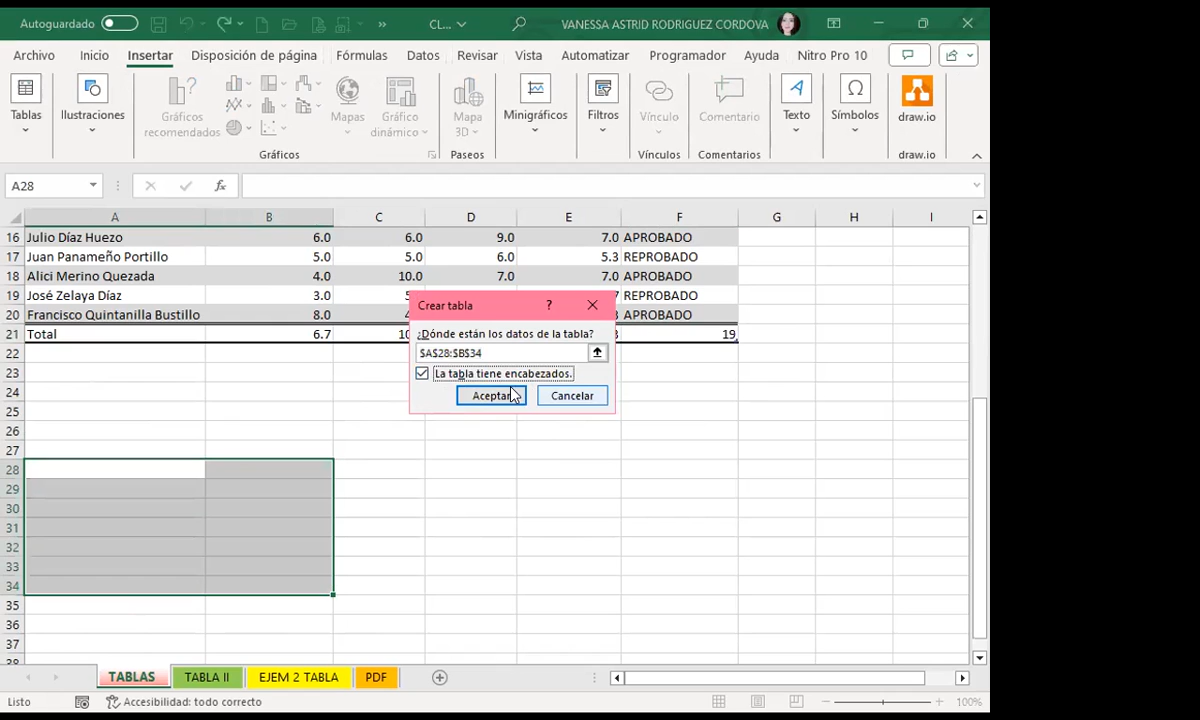 Autoguardado
» CL...
VANESSA ASTRID RODRIGUEZ CORDOVA
Archivo Inicio Insertar Disposición de página Fórmulas Datos Revisar Vista Automatizar Programador Ayuda Nitro Pro 10
Tablas
Ilustraciones
Gráficos
recomendados
Mapas
Gráfico
dinámico
Mapa
3D
Minigráficos
Filtros
Vínculo
Comentario
Texto
Símbolos
draw.io
Gráficos Paseos Vínculos Comentarios draw.io
A28 fx
A B C D E F G H I
16 Julio Díaz Huezo 6.0 6.0 9.0 7.0 APROBADO
17 Juan Panameño Portillo 5.0 5.0 6.0 5.3 REPROBADO
18 Alici Merino Quezada 4.0 10.0 7.0 7.0 APROBADO
19 José Zelaya Díaz 3.0 7 REPROBADO
20 Francisco Quintanilla Bustillo 8.0 APROBADO
21 Total 6.7 10 19
Crear tabla ?
¿Dónde están los datos de la tabla?
$A$28:$B$34
La tabla tiene encabezados.
Aceptar Cancelar
22
23
24
25
26
27
28
29
30
31
32
33
34
35
36
37
38
TABLAS TABLA II EJEM 2 TABLA PDF
Listo Accesibilidad: todo correcto 100%